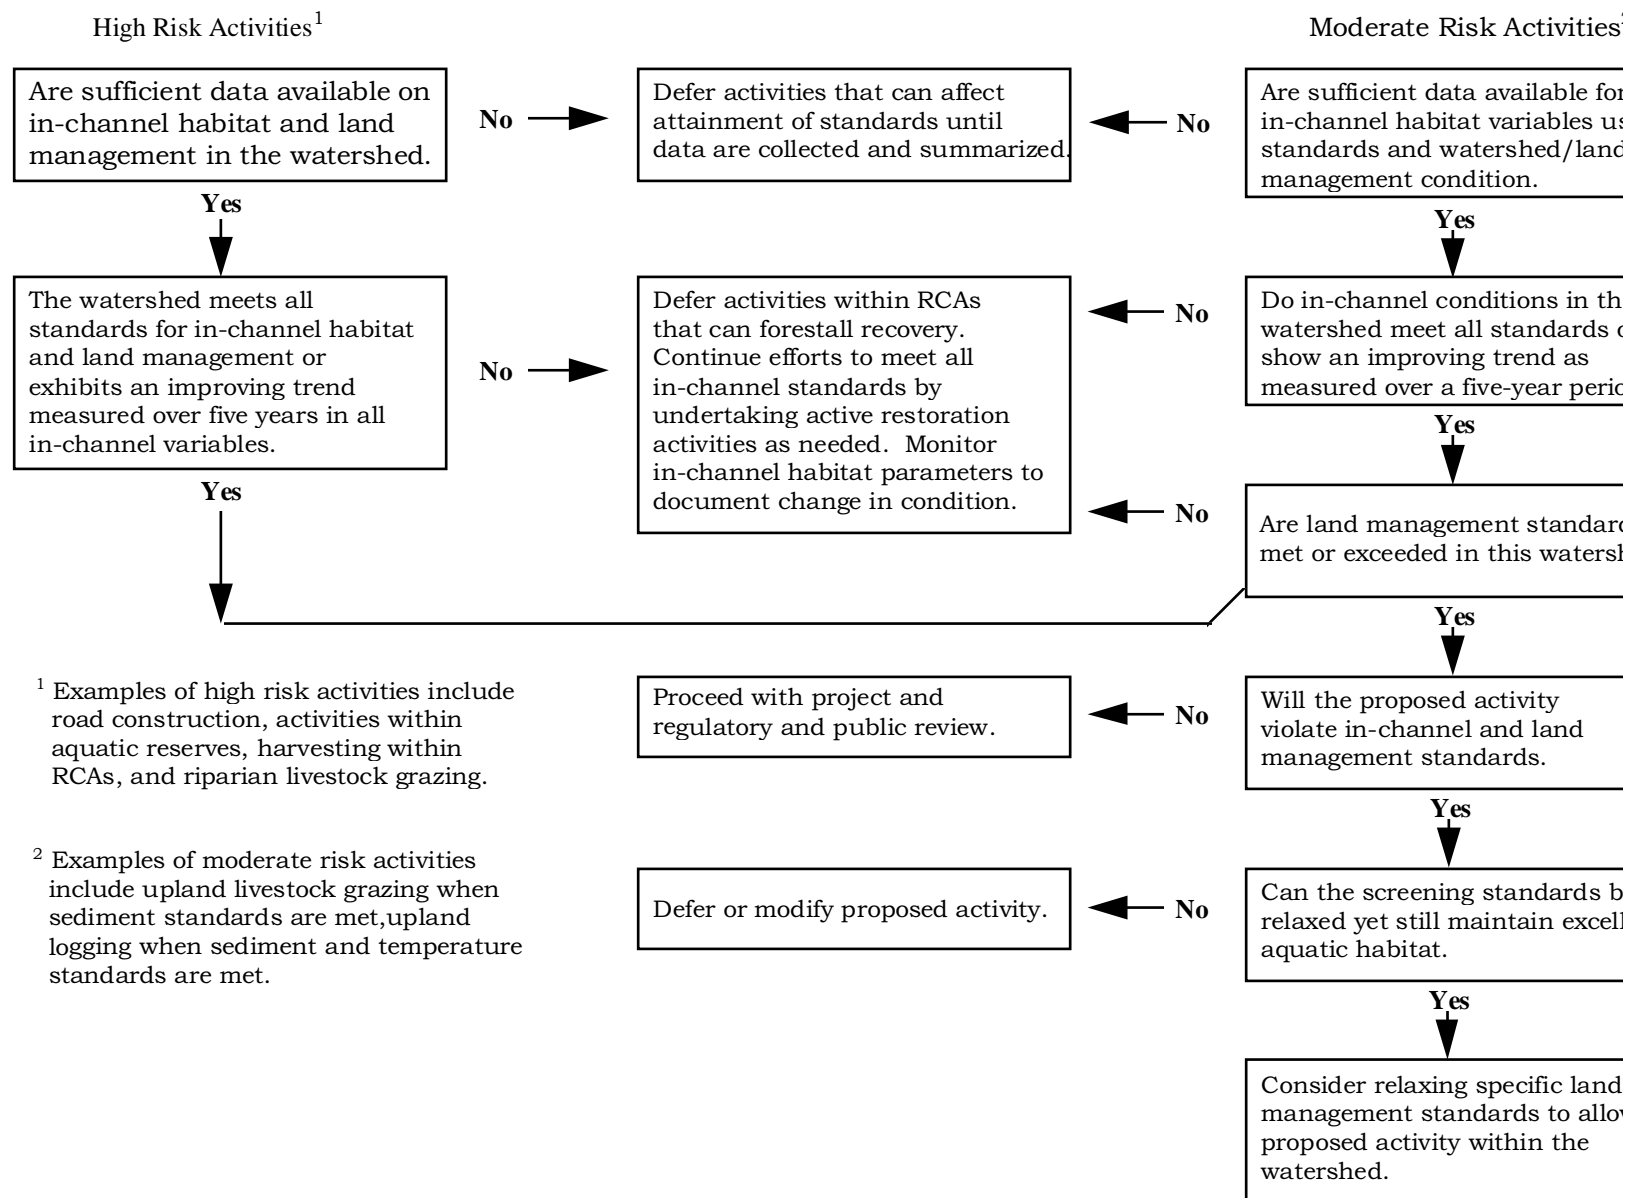 High Risk Activities1
Moderate Risk Activities
Are sufficient data available on
in-channel habitat and land
management in the watershed.
No
Defer activities that can affect
attainment of standards until
data are collected and summarized.
No
Are sufficient data available for
in-channel habitat variables
standards and watershed/land
management condition.
Yes
Yes
The watershed meets all
standards for in-channel habitat
and land management or
exhibits an improving trend
measured over five years in all
in-channel variables.
No
Defer activities within RCAs
that can forestall recovery.
Continue efforts to meet all
in-channel standards by
undertaking active restoration
activities as needed. Monitor
in-channel habitat parameters to
document change in condition.
No
Do in-channel conditions in
watershed meet all standards
show an improving trend as
measured over a five-year
Yes
Yes
No
Are land management
met or exceeded in this
Yes
1 Examples of high risk activities include
road construction, activities within
aquatic reserves, harvesting within
RCAs, and riparian livestock grazing.
Proceed with project and
regulatory and public review.
No
Will the proposed activity
violate in-channel and land
management standards.
Yes
2 Examples of moderate risk activities
include upland livestock grazing when
sediment standards are met,upland
logging when sediment and temperature
standards are met.
Defer or modify proposed activity.
No
Can the screening standards
relaxed yet still maintain
aquatic habitat.
Yes
Consider relaxing specific land
management standards to
proposed activity within the
watershed.